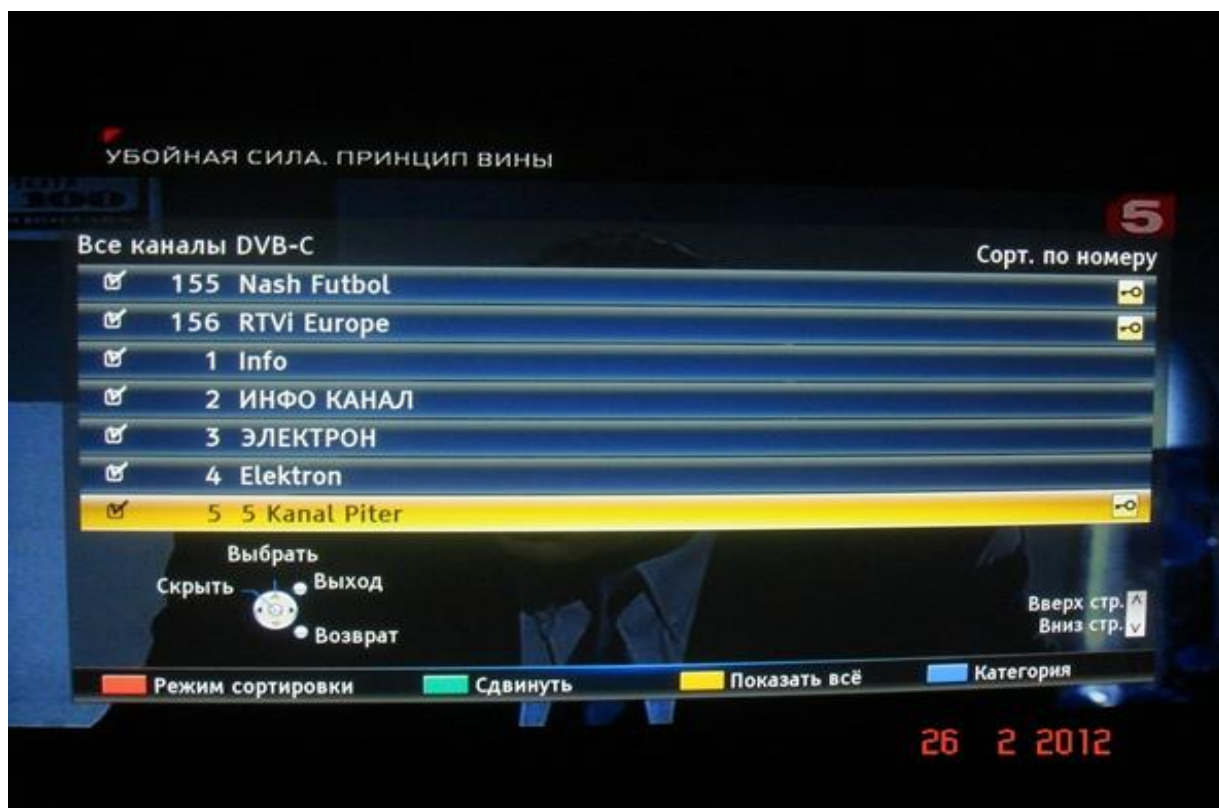 УБОЙНАЯ СИЛА. ПРИНЦИП ВИНЫ
100
5
Все каналы DVB-C
Сорт. по номеру
155 Nash Futbol
156 RTVi Europe
1 Info
2 ИНФО КАНАЛ
3 ЭЛЕКТРОН
4 Elektron
5 5 Kanal Piter
Выбрать
Скрыть
Выход
Возврат
Вверх стр.
Вниз стр.
Режим сортировки
Сдвинуть
Показать всё
Категория
26 2 2012